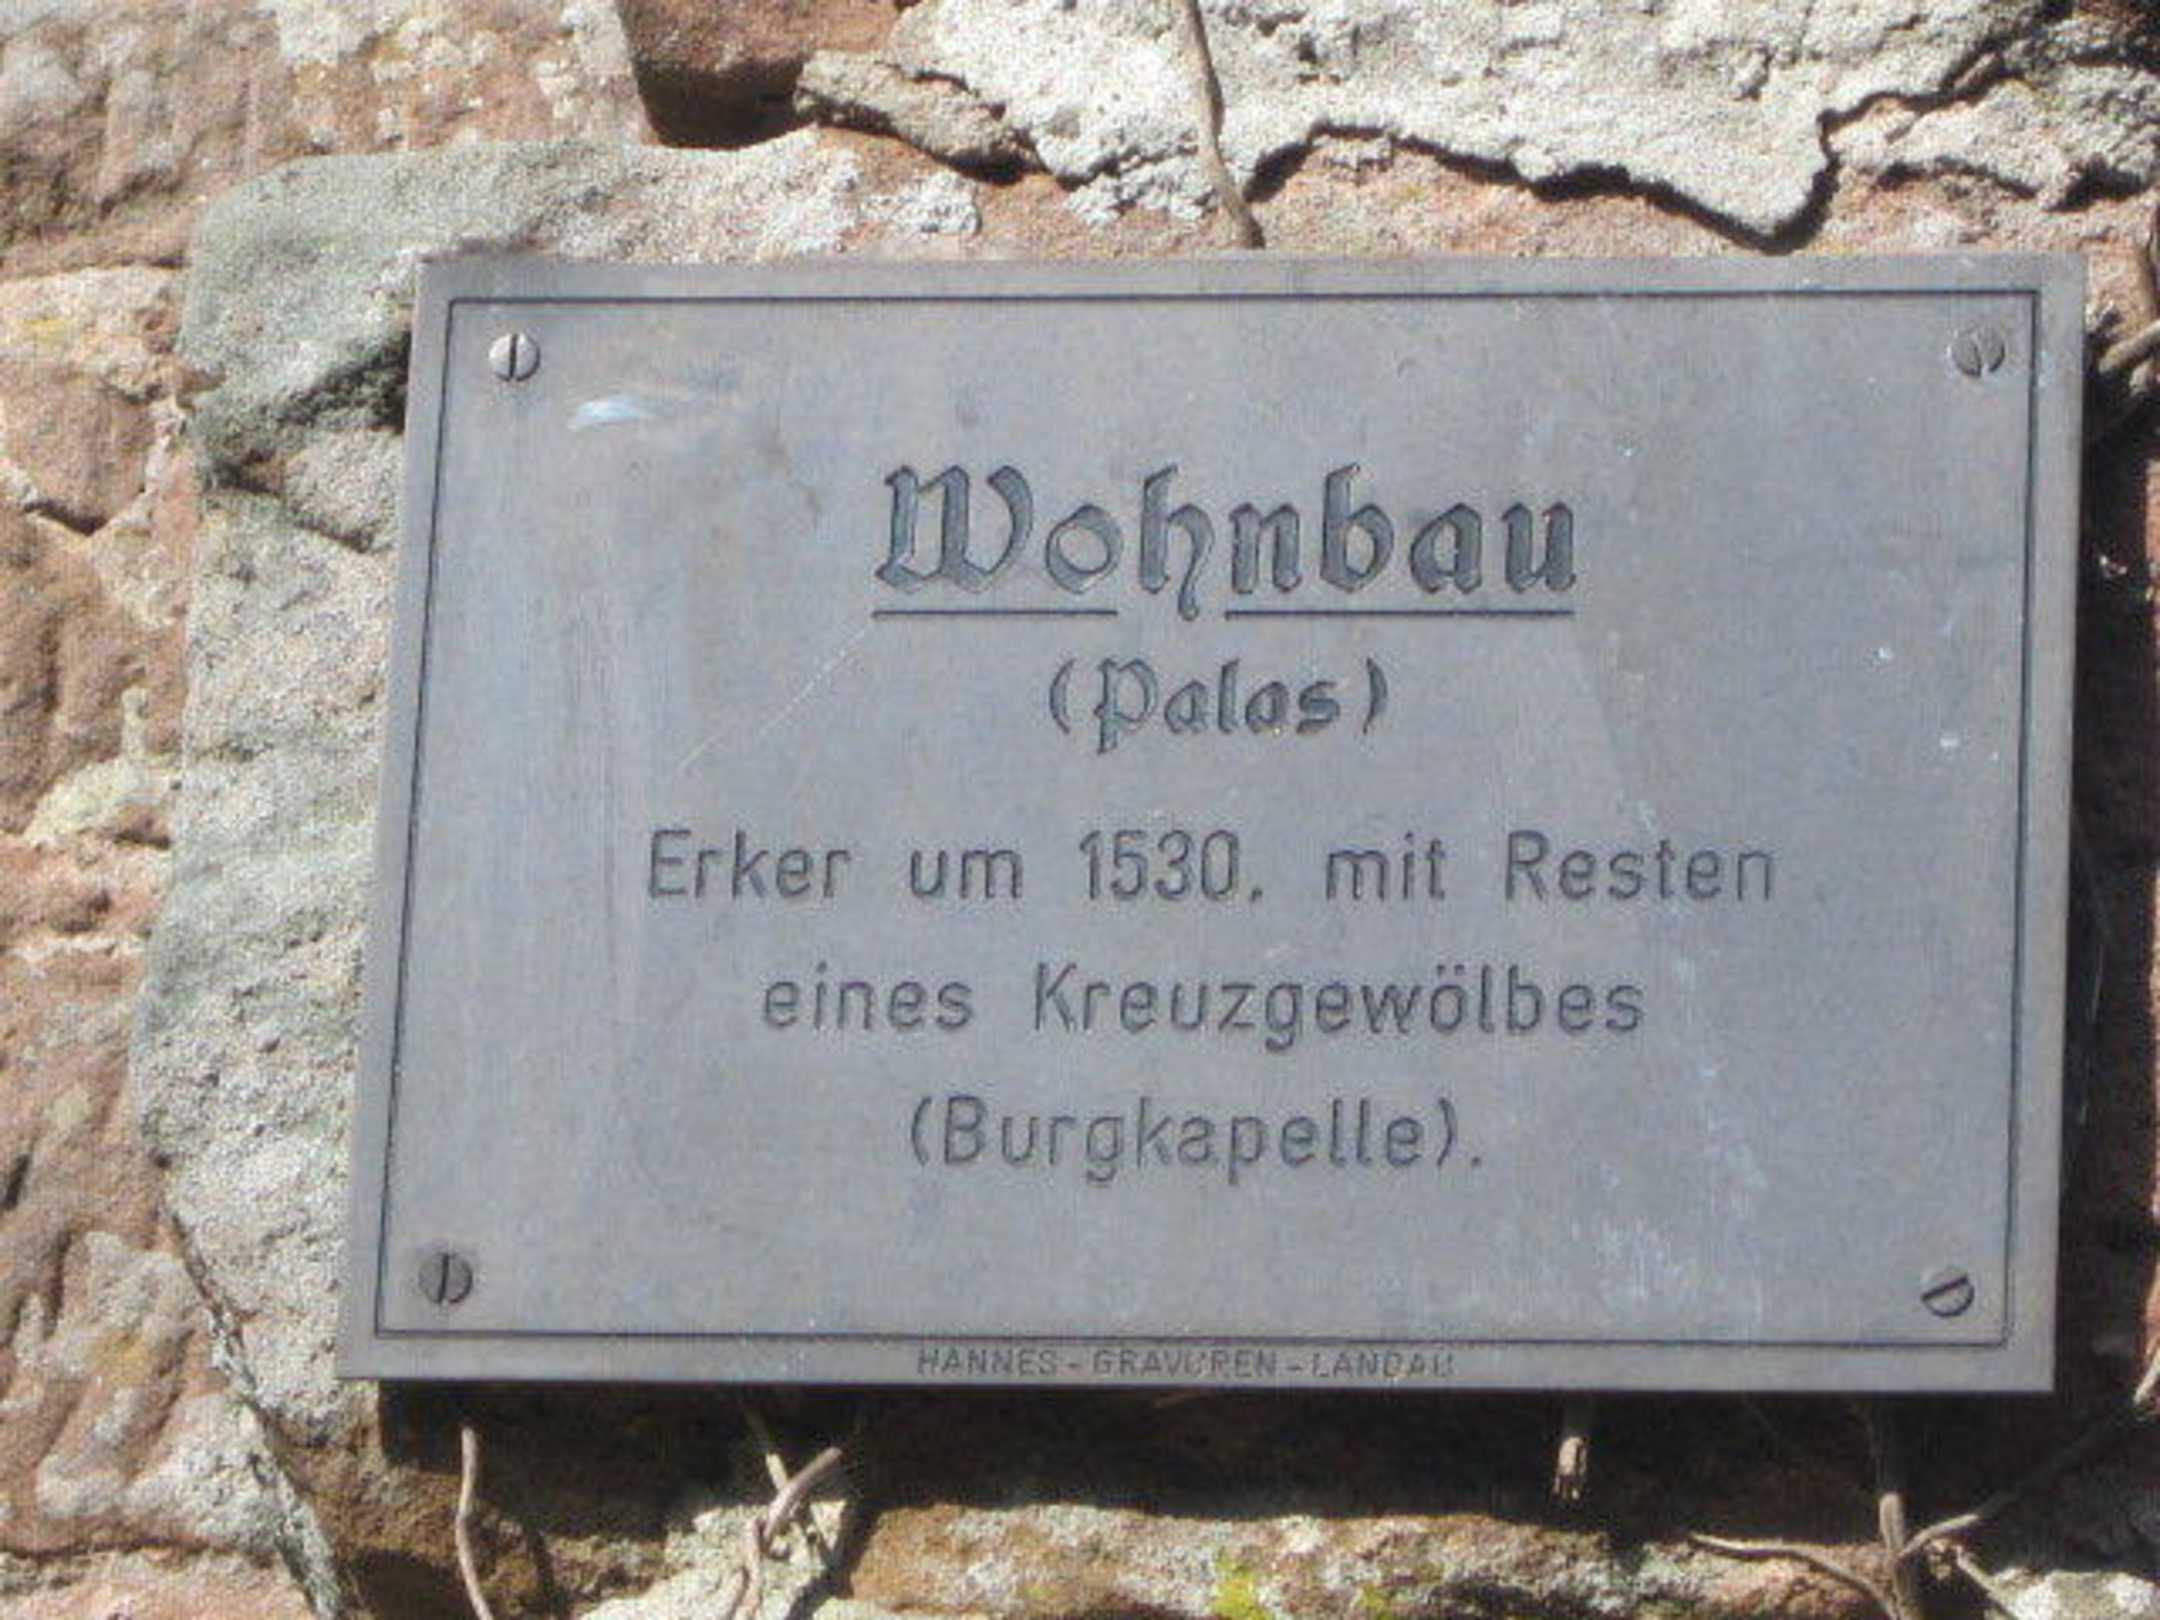 Wohnbau
(Palas)
Erker um 1530, mit Resten
eines Kreuzgewölbes
(Burgkapelle).
HANNES - GRAVUREN - LANDAU